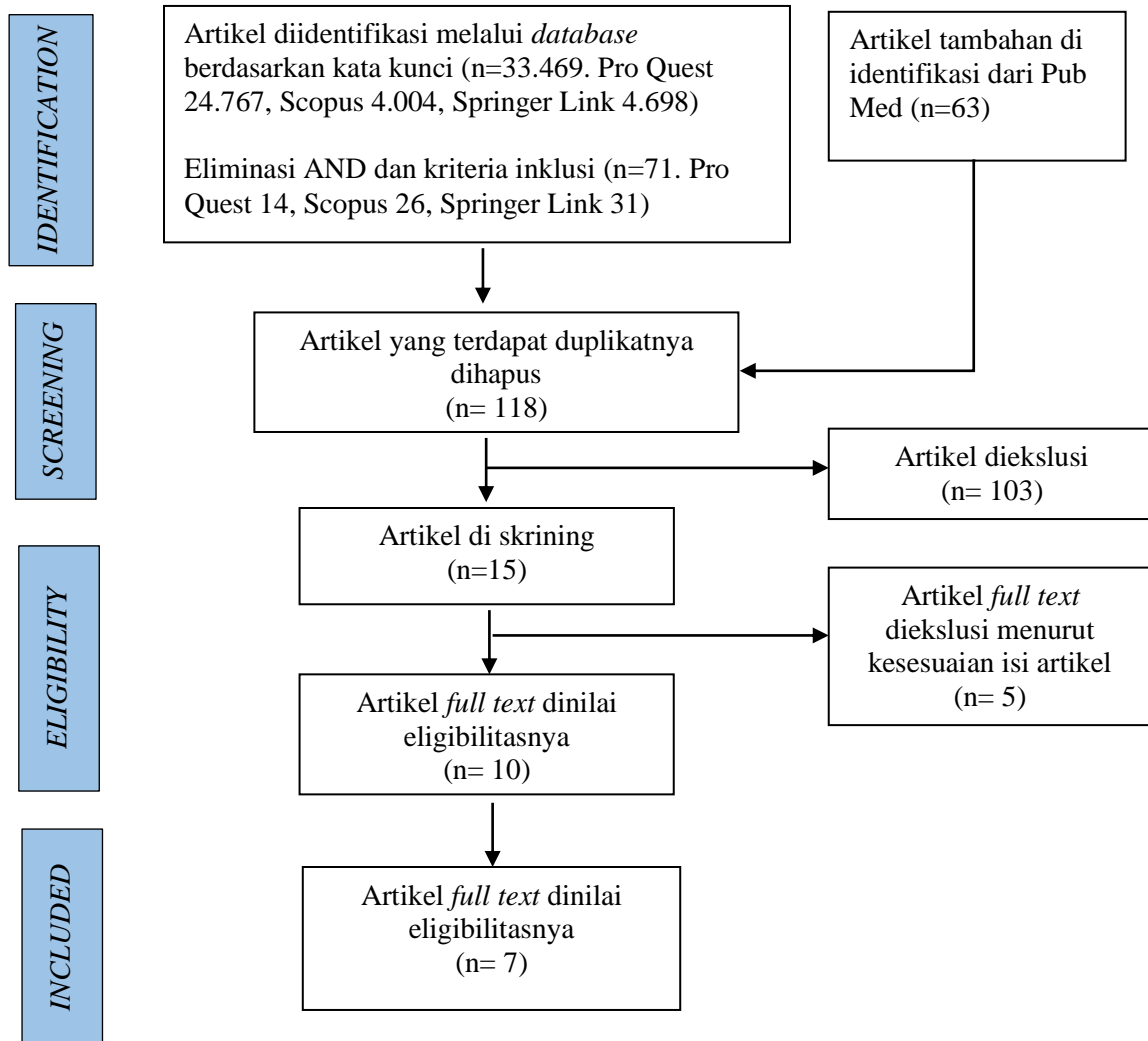 IDENTIFICATION
Artikel diidentifikasi melalui database
berdasarkan kata kunci (n=33.469. Pro Quest
24.767, Scopus 4.004, Springer Link 4.698)
Eliminasi AND dan kriteria inklusi (n=71. Pro
Quest 14, Scopus 26, Springer Link 31)
Artikel tambahan di
identifikasi dari Pub
Med (n=63)
SCREENING
Artikel yang terdapat duplikatnya
dihapus
(n= 118)
Artikel diekslusi
(n= 103)
Artikel di skrining
(n=15)
ELIGIBILITY
Artikel full text
diekslusi menurut
kesesuaian isi artikel
(n= 5)
Artikel full text dinilai
eligibilitasnya
(n= 10)
INCLUDED
Artikel full text dinilai
eligibilitasnya
(n= 7)